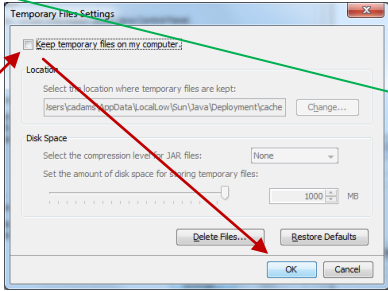 Temporary Files Settings
Keep temporary files on my computer.
Location
Select the location where temporary files are kept:
Isers\cadams\AppData\LocalLow\Sun\Java\Deployment\cache
Change...
Disk Space
Select the compression level for JAR files:
None
Set the amount of disk space for storing temporary files:
1000
MB
Delete Files...
Restore Defaults
OK
Cancel